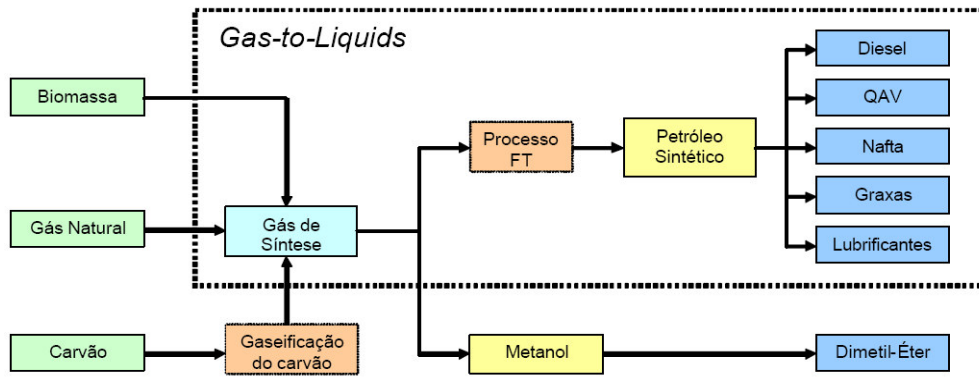 Gas-to-Liquids
Diesel
Biomassa
QAV
Processo
FT
Petróleo
Sintético
Nafta
Gás Natural
Gás de
Síntese
Graxas
Lubrificantes
Carvão
Gaseificação
do carvão
Metanol
Dimetil-Éter